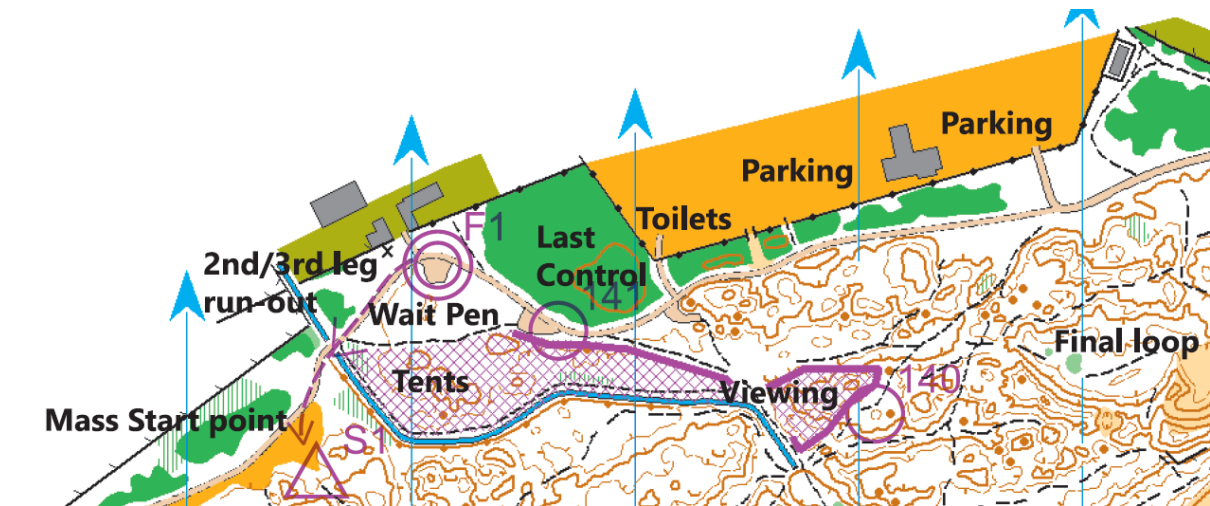 Parking
Parking
Toilets
F1
Last
Control
141
2nd/3rd leg
run-out
Wait Pen
Final loop
Tents
Viewing
140
Mass Start point
S1